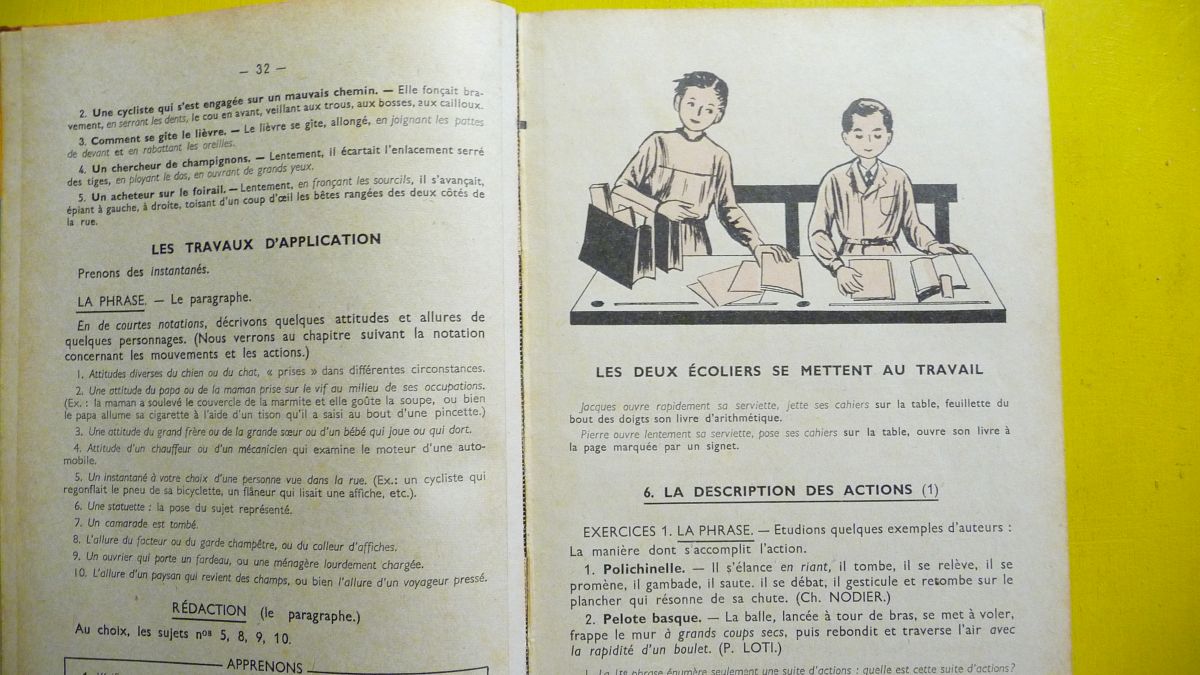 — 32 —
2. Une cycliste qui s'est engagée sur un mauvais chemin. — Elle fonçait bra-
vement, en serrant les dents, le cou en avant, veillant aux trous, aux bosses, aux cailloux.
3. Comment se gîte le lièvre. — Le lièvre se gîte, allongé, en joignant les pattes
de devant et en rabattant les oreilles.
4. Un chercheur de champignons. — Lentement, il écartait l'enlacement serré
des tiges, en ployant le dos, en ouvrant de grands yeux.
5. Un acheteur sur le foirail. — Lentement, en françant les sourcils, il s'avançait,
épiant à gauche, à droite, toisant d'un coup d'œil les bêtes rangées des deux côtés de
la rue.
LES TRAVAUX D'APPLICATION
Prenons des instantanés.
LA PHRASE. — Le paragraphe.
En de courtes notations, décrivons quelques attitudes et allures de
quelques personnages. (Nous verrons au chapitre suivant la notation
concernant les mouvements et les actions.)
1. Attitudes diverses du chien ou du chat, « prises » dans différentes circonstances.
2. Une attitude du papa ou de la maman prise sur le vif au milieu de ses occupations.
(Ex. : la maman a soulevé le couvercle de la marmite et elle goûte la soupe, ou bien
le papa allume sa cigarette à l'aide d'un tison qu'il a saisi au bout d'une pincette.)
3. Une attitude du grand frère ou de la grande sœur ou d'un bébé qui joue ou qui dort.
4. Attitude d'un chauffeur ou d'un mécanicien qui examine le moteur d'une auto-
mobile.
5. Un instantané à votre choix d'une personne vue dans la rue. (Ex.: un cycliste qui
regonflait le pneu de sa bicyclette, un flâneur qui lisait une affiche, etc.).
6. Une statuette : la pose du sujet représenté.
7. Un camarade est tombé.
8. L'allure du facteur ou du garde champêtre, ou du colleur d'affiches.
9. Un ouvrier qui porte un fardeau, ou une ménagère lourdement chargée.
10. L'allure d'un paysan qui revient des champs, ou bien l'allure d'un voyageur pressé.
RÉDACTION (le paragraphe.)
Au choix, les sujets nos 5, 8, 9, 10.
APPRENONS
LES DEUX ÉCOLIERS SE METTENT AU TRAVAIL
Jacques ouvre rapidement sa serviette, jette ses cahiers sur la table, feuillette du
bout des doigts son livre d'arithmétique.
Pierre ouvre lentement sa serviette, pose ses cahiers sur la table, ouvre son livre à
la page marquée par un signet.
6. LA DESCRIPTION DES ACTIONS (1)
EXERCICES 1. LA PHRASE. — Etudions quelques exemples d'auteurs :
La manière dont s'accomplit l'action.
1. Polichinelle. — Il s'élance en riant, il tombe, il se relève, il se
promène, il gambade, il saute. il se débat, il gesticule et retombe sur le
plancher qui résonne de sa chute. (Ch. NODIER.)
2. Pelote basque. — La balle, lancée à tour de bras, se met à voler,
frappe le mur à grands coups secs, puis rebondit et traverse l'air avec
la rapidité d'un boulet. (P. LOTI.)
1. La 1re phrase énumère seulement une suite d'actions : quelle est cette suite d'actions?